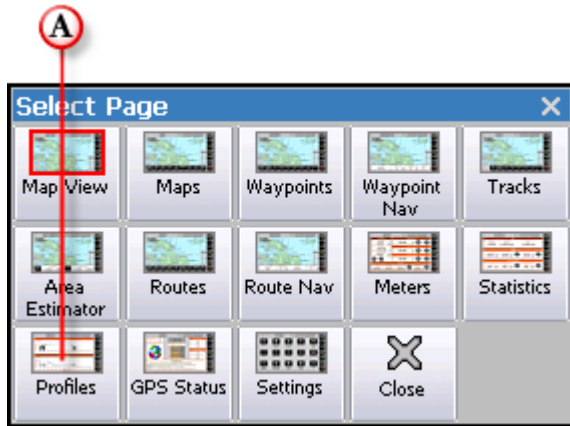 A
Select Page
Map View
Maps
Waypoints
Waypoint
Nav
Tracks
Area
Estimator
Routes
Route Nav
Meters
Statistics
Profiles
GPS Status
Settings
Close